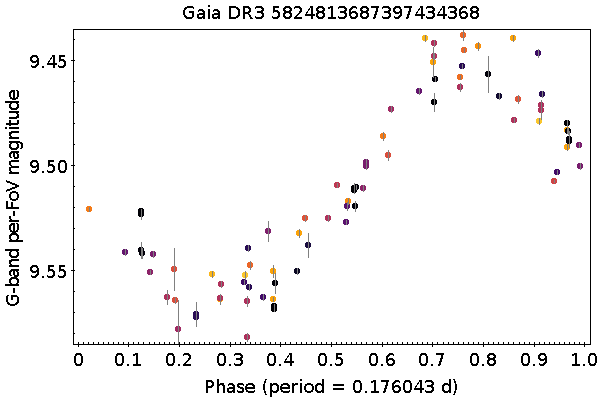 Gaia DR3 5824813687397434368
9.45
9.50
9.55
G-band per-FoV magnitude
0 0.1 0.2 0.3 0.4 0.5 0.6 0.7 0.8 0.9 1.0
Phase (period = 0.176043 d)